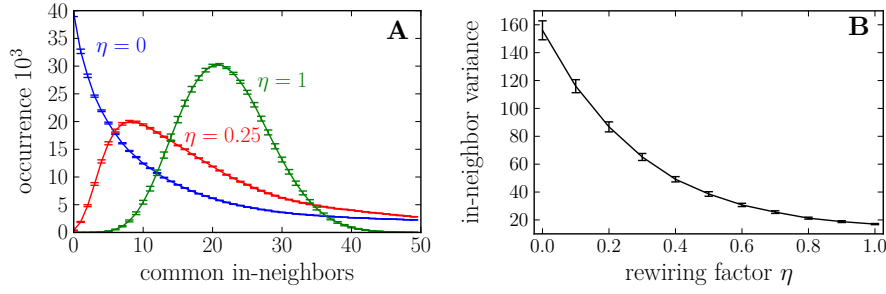 A
η = 0
η = 1
η = 0.25
occurrence 10³
40
35
30
25
20
15
10
5
0
0 10 20 30 40 50
common in-neighbors
B
in-neighbor variance
160
140
120
100
80
60
40
20
0.0 0.2 0.4 0.6 0.8 1.0
rewiring factor η